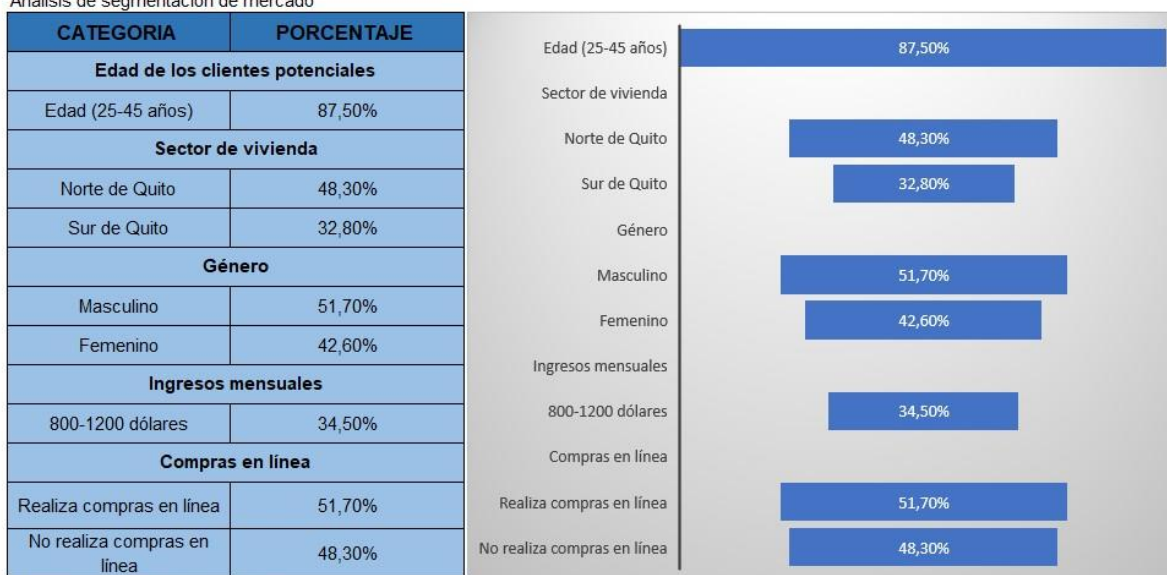 Análisis de segmentación de mercado
CATEGORIA PORCENTAJE
Edad de los clientes potenciales
Edad (25-45 años) 87,50%
Sector de vivienda
Norte de Quito 48,30%
Sur de Quito 32,80%
Género
Masculino 51,70%
Femenino 42,60%
Ingresos mensuales
800-1200 dólares 34,50%
Compras en línea
Realiza compras en línea 51,70%
No realiza compras en
línea 48,30%
Edad (25-45 años) 87,50%
Sector de vivienda
Norte de Quito 48,30%
Sur de Quito 32,80%
Género
Masculino 51,70%
Femenino 42,60%
Ingresos mensuales
800-1200 dólares 34,50%
Compras en línea
Realiza compras en línea 51,70%
No realiza compras en línea 48,30%